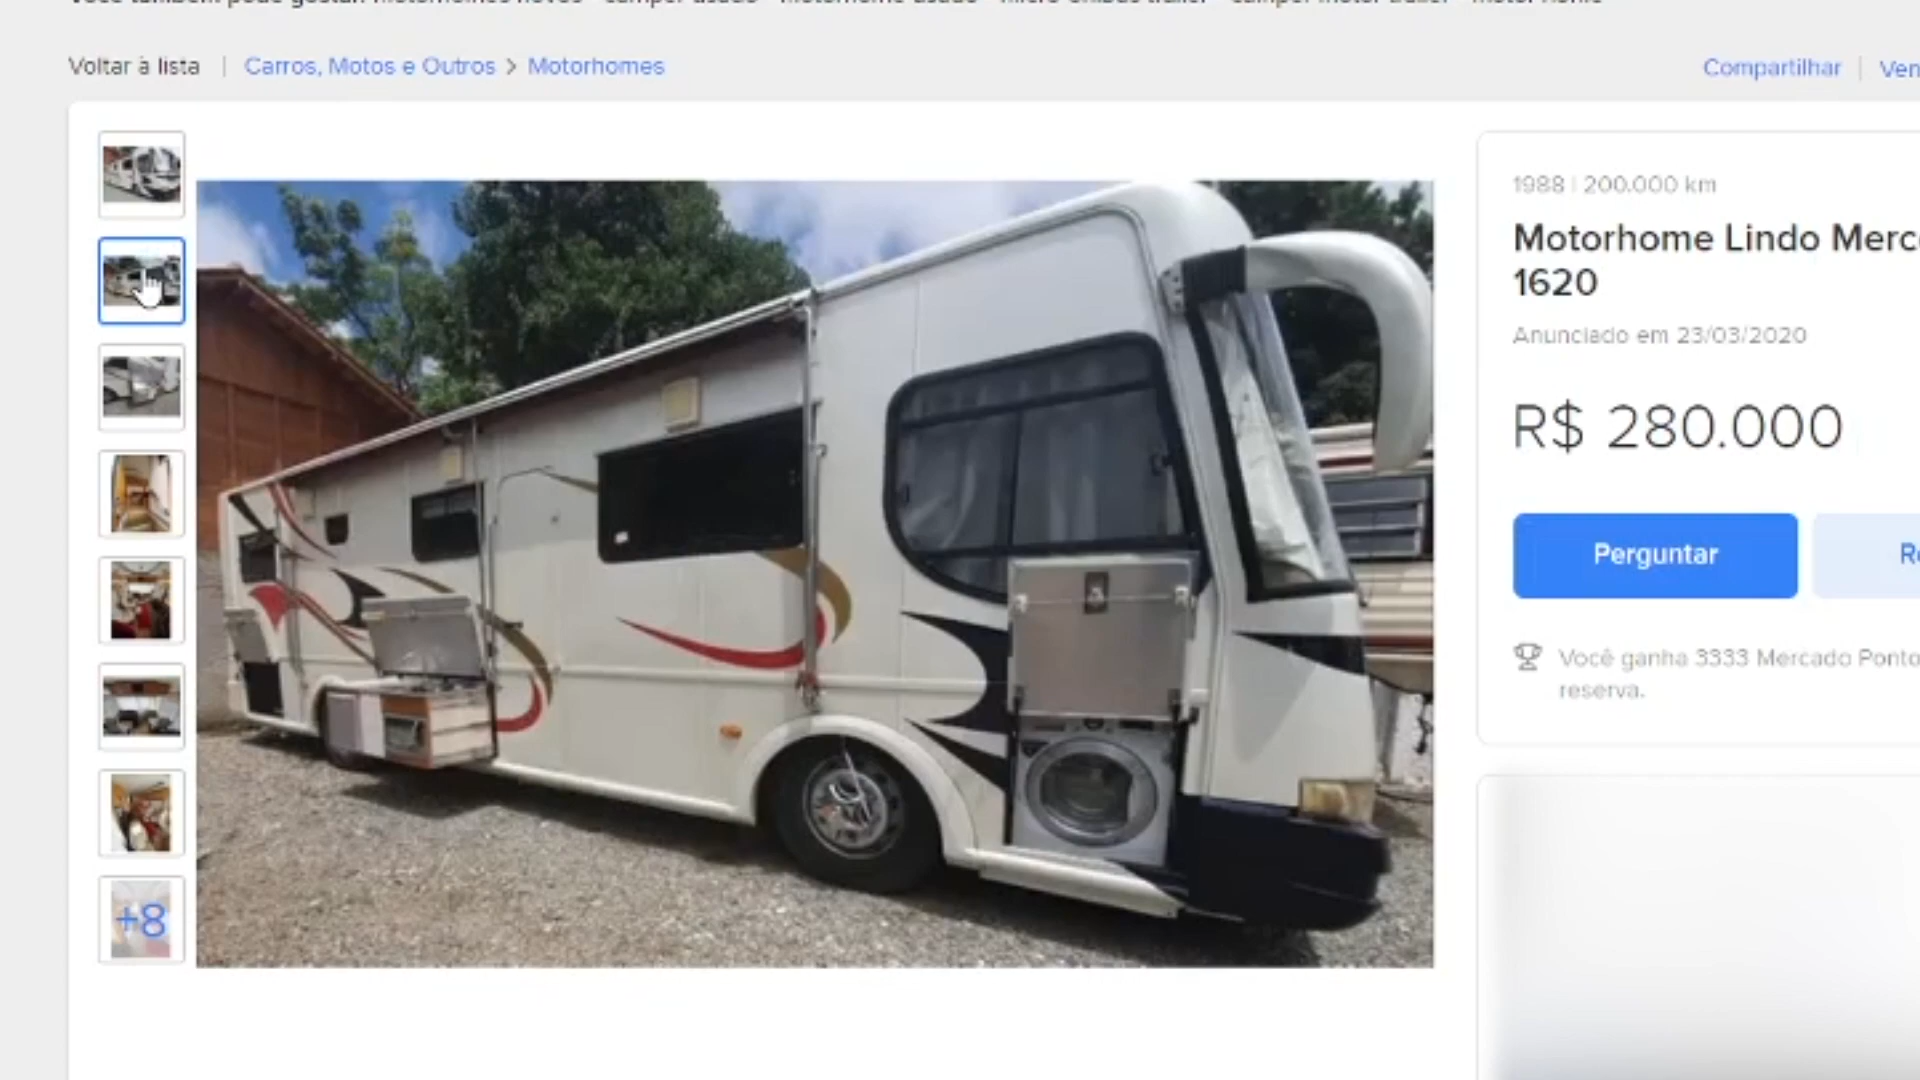 Voltar à lista | Carros, Motos e Outros > Motorhomes
Compartilhar |
1988 | 200.000 km
Motorhome Lindo
1620
Anunciado em 23/03/2020
R$ 280.000
Perguntar
Você ganha 3333 Mercado
reserva.
+8